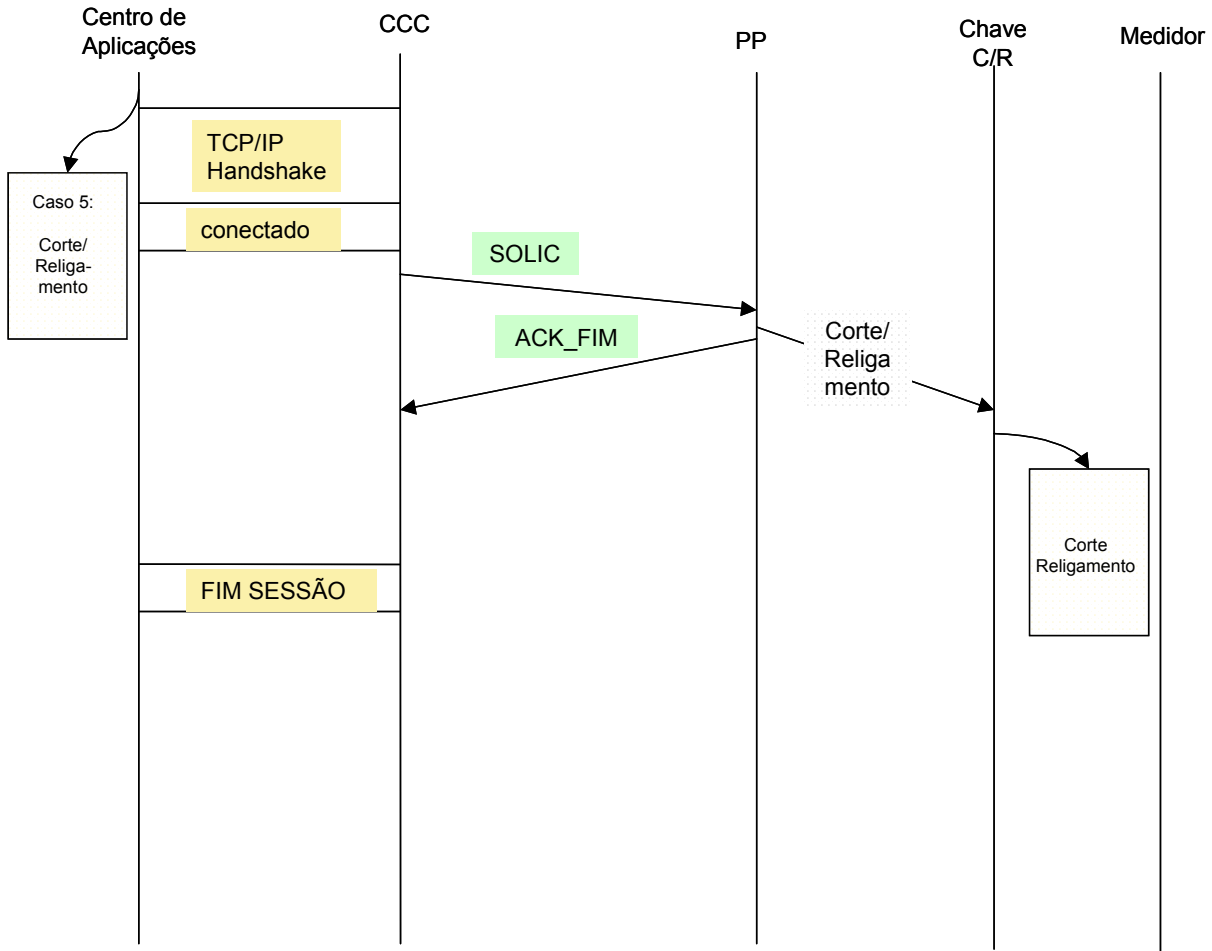 Centro de
Aplicações
CCC
PP
Chave
C/R
Medidor
TCP/IP
Handshake
Caso 5:
Corte/
Religa-
mento
conectado
SOLIC
ACK_FIM
Corte/
Religa
mento
Corte
Religamento
FIM SESSÃO